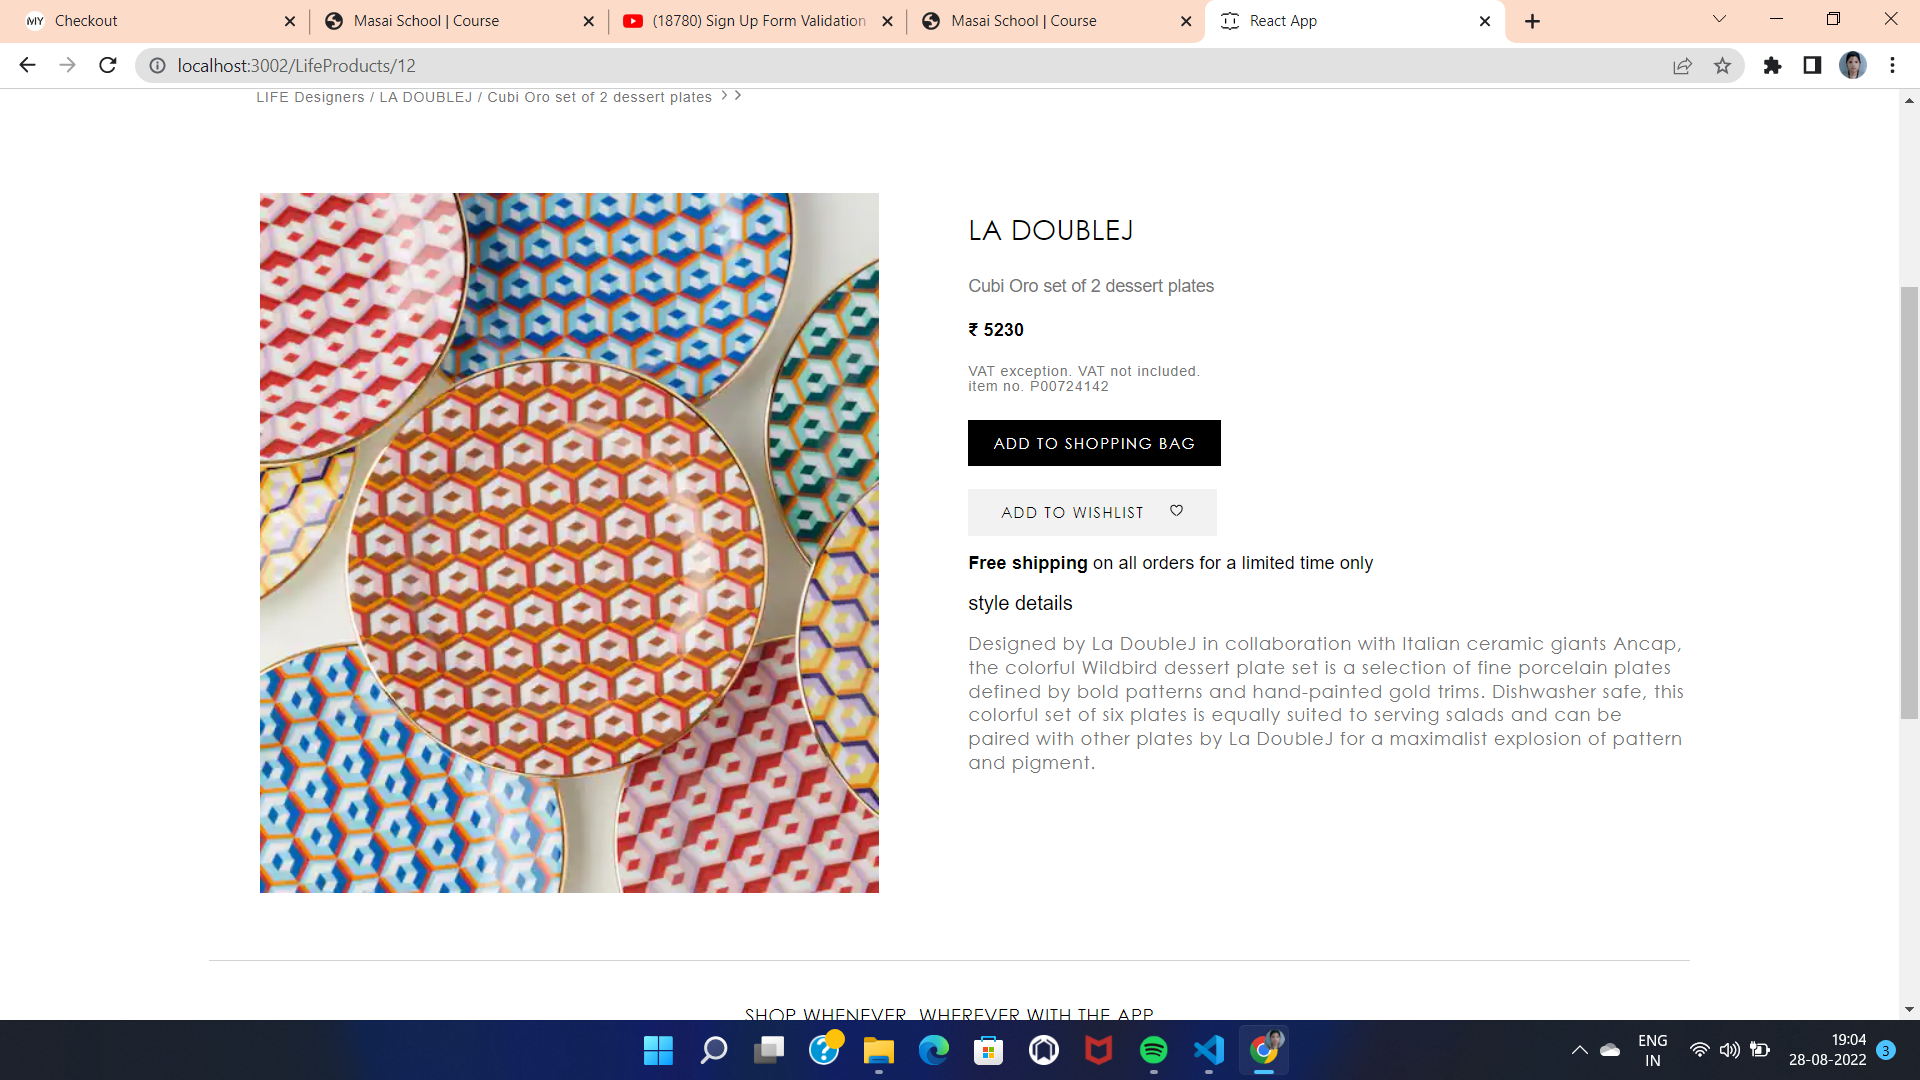 MY Checkout
Masai School | Course
(18780) Sign Up Form Validation
Masai School | Course
React App
localhost:3002/LifeProducts/12
LIFE Designers / LA DOUBLEJ / Cubi Oro set of 2 dessert plates
LA DOUBLEJ
Cubi Oro set of 2 dessert plates
₹ 5230
VAT exception. VAT not included.
item no. P00724142
ADD TO SHOPPING BAG
ADD TO WISHLIST
Free shipping on all orders for a limited time only
style details
Designed by La DoubleJ in collaboration with Italian ceramic giants Ancap,
the colorful Wildbird dessert plate set is a selection of fine porcelain plates
defined by bold patterns and hand-painted gold trims. Dishwasher safe, this
colorful set of six plates is equally suited to serving salads and can be
paired with other plates by La DoubleJ for a maximalist explosion of pattern
and pigment.
SHOP WHENEVER, WHEREVER WITH THE APP
ENG
IN
19:04
28-08-2022
3